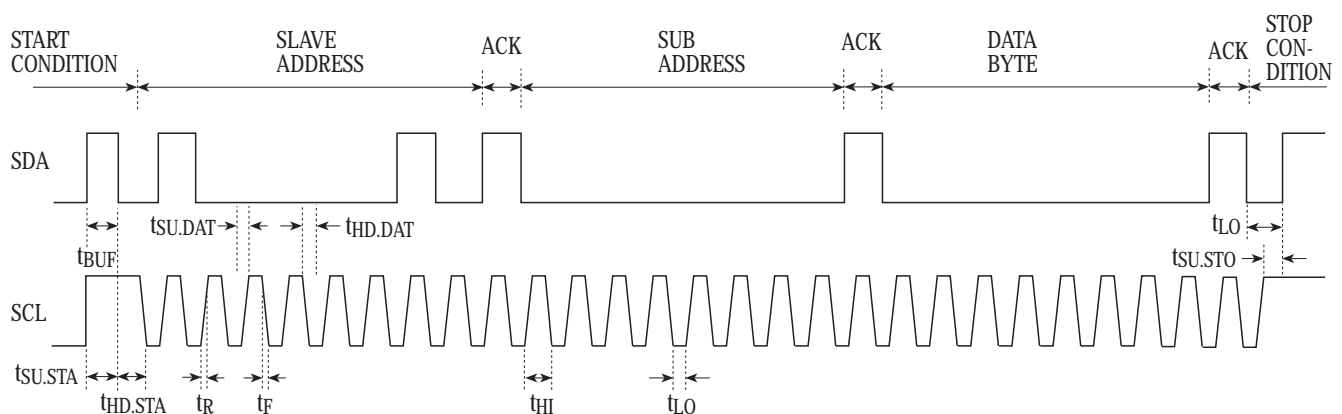 START
CONDITION
SLAVE
ADDRESS
ACK
SUB
ADDRESS
ACK
DATA
BYTE
ACK
STOP
CON-
DITION
SDA
tSU.DAT
tHD.DAT
tLO
tBUF
tSU.STO
SCL
tSU.STA
tHD.STA
tR
tF
tHI
tLO